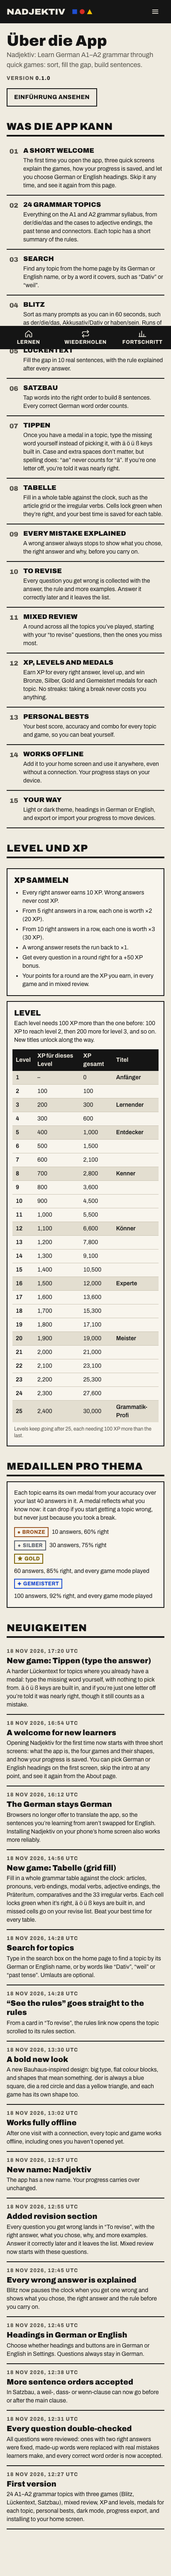 NADJEKTIV
Über die App
Nadjektiv: Learn German A1–A2 grammar through
quick games: sort, fill the gap, build sentences.
VERSION 0.1.0
EINFÜHRUNG ANSEHEN
WAS DIE APP KANN
01 A SHORT WELCOME
The first time you open the app, three quick screens
explain the games, how your progress is saved, and let
you choose German or English headings. Skip it any
time, and see it again from this page.
02 24 GRAMMAR TOPICS
Everything on the A1 and A2 grammar syllabus, from
der/die/das and the cases to adjective endings, the
past tense and connectors. Each topic has a short
summary of the rules.
03 SEARCH
Find any topic from the home page by its German or
English name, or by a word it covers, such as “Dativ” or
“weil”.
04 BLITZ
Sort as many prompts as you can in 60 seconds, such
as der/die/das, Akkusativ/Dativ or haben/sein. Runs of
LERNEN WIEDERHOLEN FORTSCHRITT
05 LÜCKENTEXT
Fill the gap in 10 real sentences, with the rule explained
after every answer.
06 SATZBAU
Tap words into the right order to build 8 sentences.
Every correct German word order counts.
07 TIPPEN
Once you have a medal in a topic, type the missing
word yourself instead of picking it, with ä ö ü ß keys
built in. Case and extra spaces don’t matter, but
spelling does: “ae” never counts for “ä”. If you’re one
letter off, you’re told it was nearly right.
08 TABELLE
Fill in a whole table against the clock, such as the
article grid or the irregular verbs. Cells lock green when
they’re right, and your best time is saved for each table.
09 EVERY MISTAKE EXPLAINED
A wrong answer always stops to show what you chose,
the right answer and why, before you carry on.
10 TO REVISE
Every question you get wrong is collected with the
answer, the rule and more examples. Answer it
correctly later and it leaves the list.
11 MIXED REVIEW
A round across all the topics you’ve played, starting
with your “to revise” questions, then the ones you miss
most.
12 XP, LEVELS AND MEDALS
Earn XP for every right answer, level up, and win
Bronze, Silber, Gold and Gemeistert medals for each
topic. No streaks: taking a break never costs you
anything.
13 PERSONAL BESTS
Your best score, accuracy and combo for every topic
and game, so you can beat yourself.
14 WORKS OFFLINE
Add it to your home screen and use it anywhere, even
without a connection. Your progress stays on your
device.
15 YOUR WAY
Light or dark theme, headings in German or English,
and export or import your progress to move devices.
LEVEL UND XP
XP SAMMELN
• Every right answer earns 10 XP. Wrong answers
never cost XP.
• From 5 right answers in a row, each one is worth ×2
(20 XP).
• From 10 right answers in a row, each one is worth ×3
(30 XP).
• A wrong answer resets the run back to ×1.
• Get every question in a round right for a +50 XP
bonus.
• Your points for a round are the XP you earn, in every
game and in mixed review.
LEVEL
Each level needs 100 XP more than the one before: 100
XP to reach level 2, then 200 more for level 3, and so on.
New titles unlock along the way.
Level XP für dieses Level XP gesamt Titel
1 – 0 Anfänger
2 100 100
3 200 300 Lernender
4 300 600
5 400 1,000 Entdecker
6 500 1,500
7 600 2,100
8 700 2,800 Kenner
9 800 3,600
10 900 4,500
11 1,000 5,500
12 1,100 6,600 Könner
13 1,200 7,800
14 1,300 9,100
15 1,400 10,500
16 1,500 12,000 Experte
17 1,600 13,600
18 1,700 15,300
19 1,800 17,100
20 1,900 19,000 Meister
21 2,000 21,000
22 2,100 23,100
23 2,200 25,300
24 2,300 27,600
25 2,400 30,000 Grammatik-Profi
Levels keep going after 25, each needing 100 XP more than the
last.
MEDAILLEN PRO THEMA
Each topic earns its own medal from your accuracy over
your last 40 answers in it. A medal reflects what you
know now: it can drop if you start getting a topic wrong,
but never just because you took a break.
BRONZE 10 answers, 60% right
SILBER 30 answers, 75% right
GOLD
60 answers, 85% right, and every game mode played
GEMEISTERT
100 answers, 92% right, and every game mode played
NEUIGKEITEN
18 NOV 2026, 17:20 UTC
New game: Tippen (type the answer)
A harder Lückentext for topics where you already have a
medal: type the missing word yourself, with nothing to pick
from. ä ö ü ß keys are built in, and if you’re just one letter off
you’re told it was nearly right, though it still counts as a
mistake.
18 NOV 2026, 16:54 UTC
A welcome for new learners
Opening Nadjektiv for the first time now starts with three short
screens: what the app is, the four games and their shapes,
and how your progress is saved. You can pick German or
English headings on the first screen, skip the intro at any
point, and see it again from the About page.
18 NOV 2026, 16:12 UTC
The German stays German
Browsers no longer offer to translate the app, so the
sentences you’re learning from aren’t swapped for English.
Installing Nadjektiv on your phone’s home screen also works
more reliably.
18 NOV 2026, 14:56 UTC
New game: Tabelle (grid fill)
Fill in a whole grammar table against the clock: articles,
pronouns, verb endings, modal verbs, adjective endings, the
Präteritum, comparatives and the 33 irregular verbs. Each cell
locks green when it’s right, ä ö ü ß keys are built in, and
missed cells go on your revise list. Beat your best time for
every table.
18 NOV 2026, 14:28 UTC
Search for topics
Type in the search box on the home page to find a topic by its
German or English name, or by words like “Dativ”, “weil” or
“past tense”. Umlauts are optional.
18 NOV 2026, 14:28 UTC
“See the rules” goes straight to the
rules
From a card in “To revise”, the rules link now opens the topic
scrolled to its rules section.
18 NOV 2026, 13:30 UTC
A bold new look
A new Bauhaus-inspired design: big type, flat colour blocks,
and shapes that mean something. der is always a blue
square, die a red circle and das a yellow triangle, and each
game has its own shape too.
18 NOV 2026, 13:02 UTC
Works fully offline
After one visit with a connection, every topic and game works
offline, including ones you haven’t opened yet.
18 NOV 2026, 12:57 UTC
New name: Nadjektiv
The app has a new name. Your progress carries over
unchanged.
18 NOV 2026, 12:55 UTC
Added revision section
Every question you get wrong lands in “To revise”, with the
right answer, what you chose, why, and more examples.
Answer it correctly later and it leaves the list. Mixed review
now starts with these questions.
18 NOV 2026, 12:45 UTC
Every wrong answer is explained
Blitz now pauses the clock when you get one wrong and
shows what you chose, the right answer and the rule before
you carry on.
18 NOV 2026, 12:45 UTC
Headings in German or English
Choose whether headings and buttons are in German or
English in Settings. Questions always stay in German.
18 NOV 2026, 12:38 UTC
More sentence orders accepted
In Satzbau, a weil-, dass- or wenn-clause can now go before
or after the main clause.
18 NOV 2026, 12:31 UTC
Every question double-checked
All questions were reviewed: ones with two right answers
were fixed, made-up words were replaced with real mistakes
learners make, and every correct word order is now accepted.
18 NOV 2026, 12:27 UTC
First version
24 A1–A2 grammar topics with three games (Blitz,
Lückentext, Satzbau), mixed review, XP and levels, medals for
each topic, personal bests, dark mode, progress export, and
installing to your home screen.